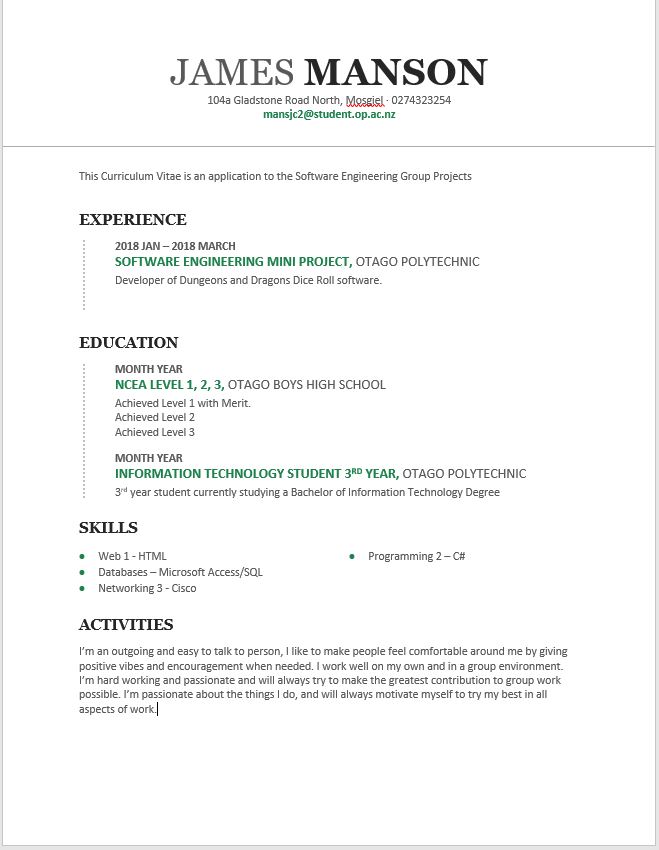 JAMES MANSON
104a Gladstone Road North, Mosgiel · 0274323254
mansjc2@student.op.ac.nz
This Curriculum Vitae is an application to the Software Engineering Group Projects
EXPERIENCE
2018 JAN – 2018 MARCH
SOFTWARE ENGINEERING MINI PROJECT, OTAGO POLYTECHNIC
Developer of Dungeons and Dragons Dice Roll software.
EDUCATION
MONTH YEAR
NCEA LEVEL 1, 2, 3, OTAGO BOYS HIGH SCHOOL
Achieved Level 1 with Merit.
Achieved Level 2
Achieved Level 3
MONTH YEAR
INFORMATION TECHNOLOGY STUDENT 3RD YEAR, OTAGO POLYTECHNIC
3rd year student currently studying a Bachelor of Information Technology Degree
SKILLS
● Web 1 - HTML
● Databases – Microsoft Access/SQL
● Networking 3 - Cisco
● Programming 2 – C#
ACTIVITIES
I'm an outgoing and easy to talk to person, I like to make people feel comfortable around me by giving
positive vibes and encouragement when needed. I work well on my own and in a group environment.
I'm hard working and passionate and will always try to make the greatest contribution to group work
possible. I'm passionate about the things I do, and will always motivate myself to try my best in all
aspects of work.